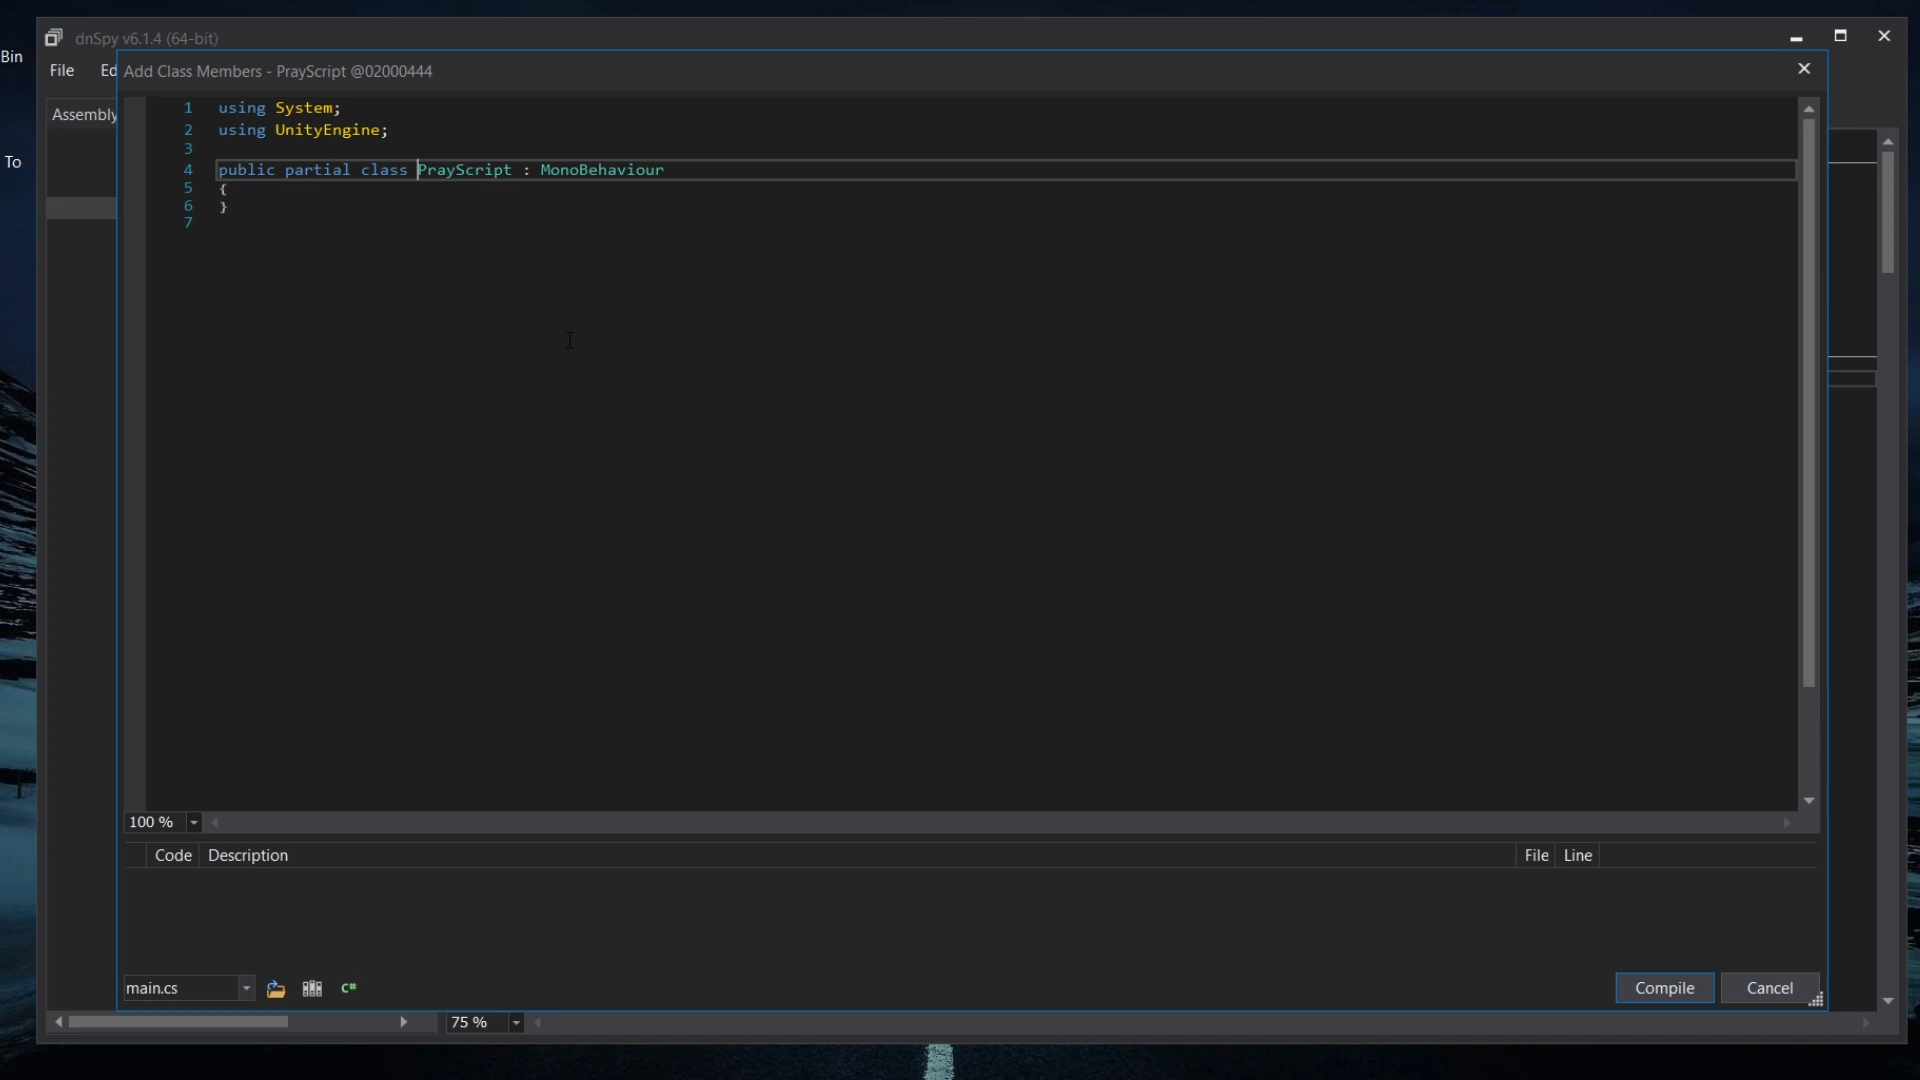 dnSpy v6.1.4 (64-bit)
Bin
File
Ed
Add Class Members - PrayScript @02000444
Assembly
To
1 using System;
2 using UnityEngine;
3
4 public partial class PrayScript : MonoBehaviour
5 {
6 }
7
100 %
Code Description File Line
main.cs
C#
Compile
Cancel
75 %